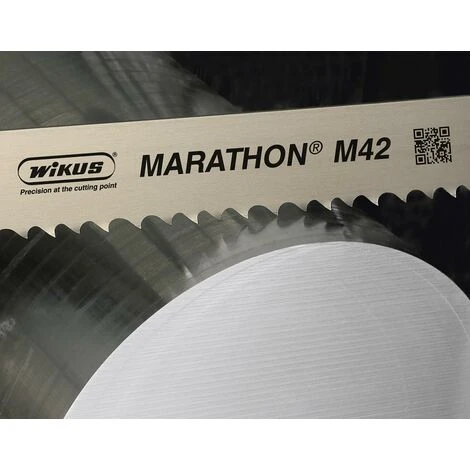 WIKUS®
Precision at the cutting point
MARATHON® M42